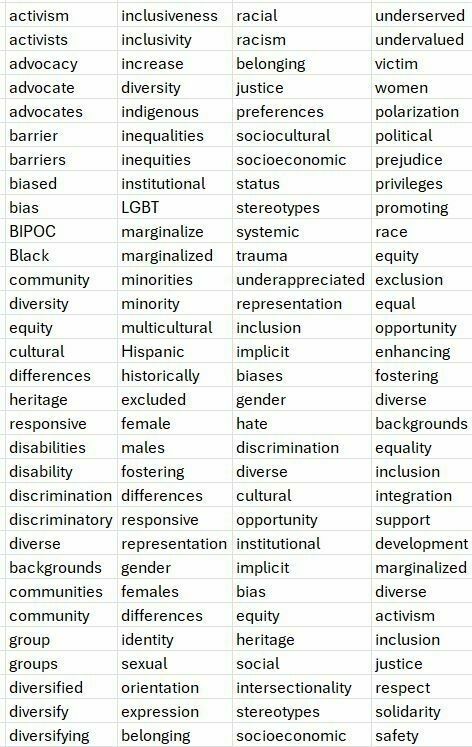 activism inclusiveness racial underserved
activists inclusivity racism undervalued
advocacy increase belonging victim
advocate diversity justice women
advocates indigenous preferences polarization
barrier inequalities sociocultural political
barriers inequities socioeconomic prejudice
biased institutional status privileges
bias LGBT stereotypes promoting
BIPOC marginalize systemic race
Black marginalized trauma equity
community minorities underappreciated exclusion
diversity minority representation equal
equity multicultural inclusion opportunity
cultural Hispanic implicit enhancing
differences historically biases fostering
heritage excluded gender diverse
responsive female hate backgrounds
disabilities males discrimination equality
disability fostering diverse inclusion
discrimination differences cultural integration
discriminatory responsive opportunity support
diverse representation institutional development
backgrounds gender implicit marginalized
communities females bias diverse
community differences equity activism
group identity heritage inclusion
groups sexual social justice
diversified orientation intersectionality respect
diversify expression stereotypes solidarity
diversifying belonging socioeconomic safety